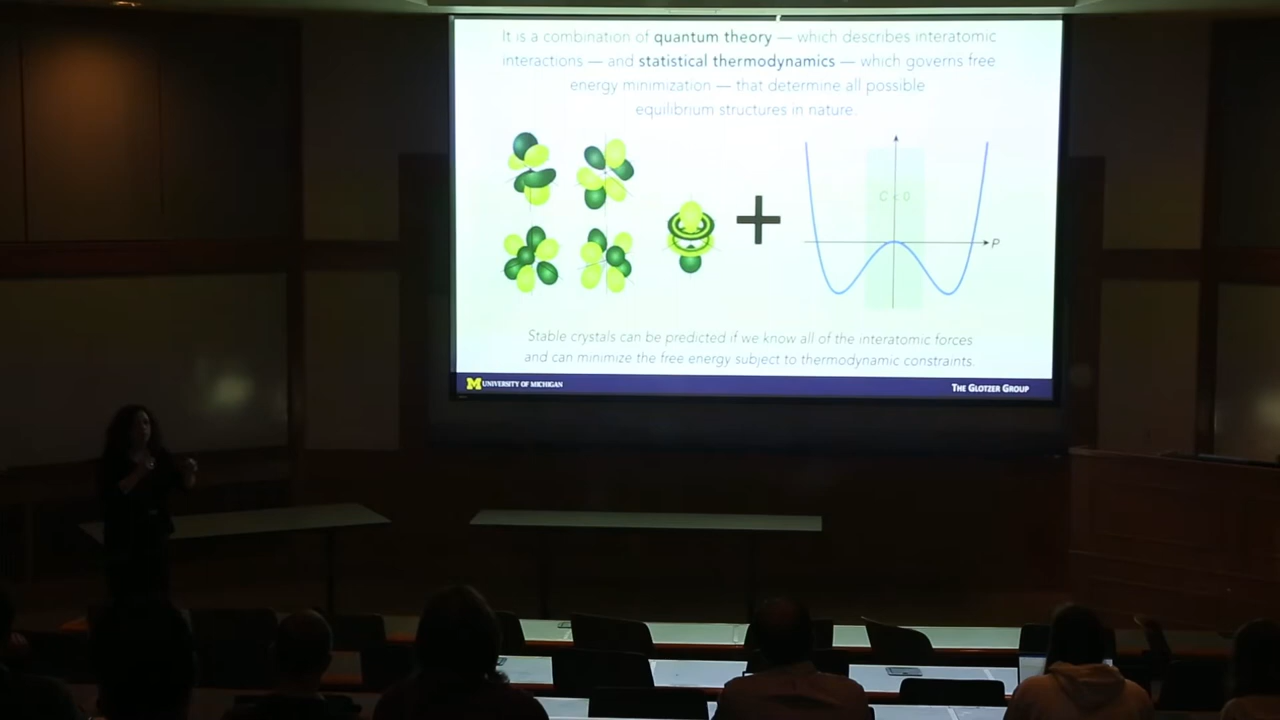 It is a combination of quantum theory — which describes interatomic
interactions — and statistical thermodynamics — which governs free
energy minimization — that determine all possible
equilibrium structures in nature.
C < 0
P
Stable crystals can be predicted if we know all of the interatomic forces
and can minimize the free energy subject to thermodynamic constraints.
M UNIVERSITY OF MICHIGAN
THE GLOTZER GROUP